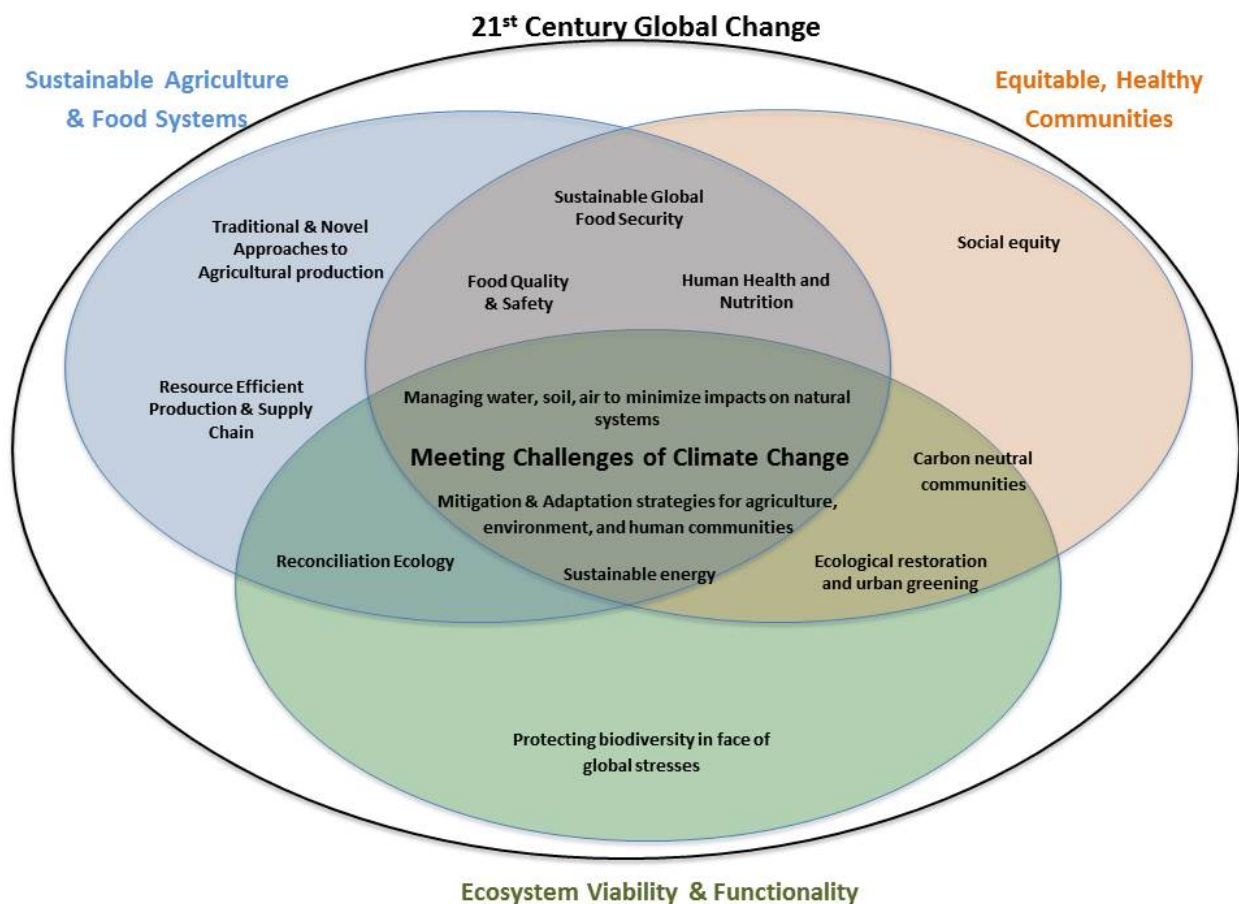 21st Century Global Change
Sustainable Agriculture
& Food Systems
Equitable, Healthy
Communities
Sustainable Global
Food Security
Traditional & Novel
Approaches to
Agricultural production
Social equity
Food Quality
& Safety
Human Health and
Nutrition
Resource Efficient
Production & Supply
Chain
Managing water, soil, air to minimize impacts on natural
systems
Meeting Challenges of Climate Change
Carbon neutral
communities
Mitigation & Adaptation strategies for agriculture,
environment, and human communities
Reconciliation Ecology
Sustainable energy
Ecological restoration
and urban greening
Protecting biodiversity in face of
global stresses
Ecosystem Viability & Functionality